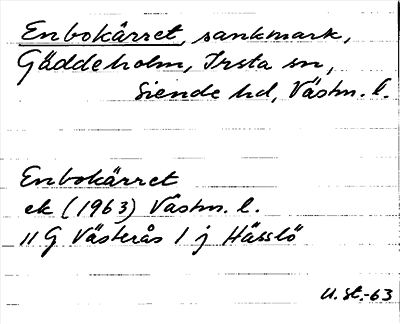 Enbokärret, sankmark,
Gäddeholm, Irsta sn,
Siende hd, Västm. l.
Enbokärret
ek (1963) Västm. l.
11 G Västerås 1 j Hässlö
U.St.-63